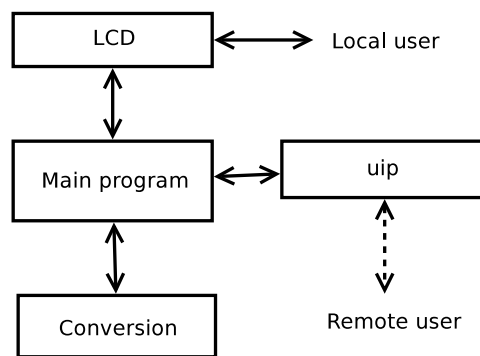 LCD
Local user
Main program
uip
Conversion
Remote user